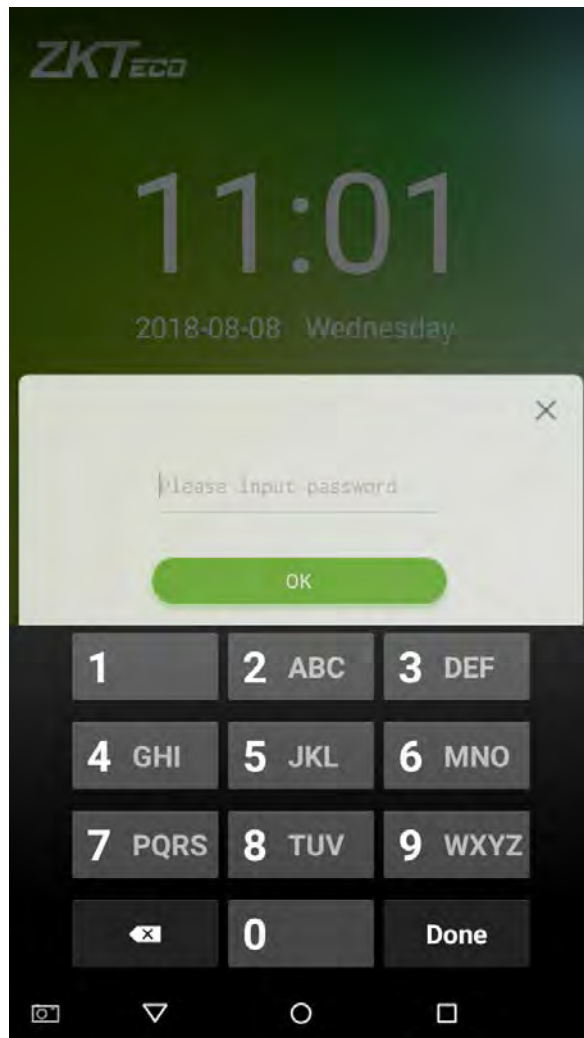 ZKTECO
11:01
2018-08-08 Wednesday
Please input password
OK
1 2 ABC 3 DEF
4 GHI 5 JKL 6 MNO
7 PQRS 8 TUV 9 WXYZ
0 Done